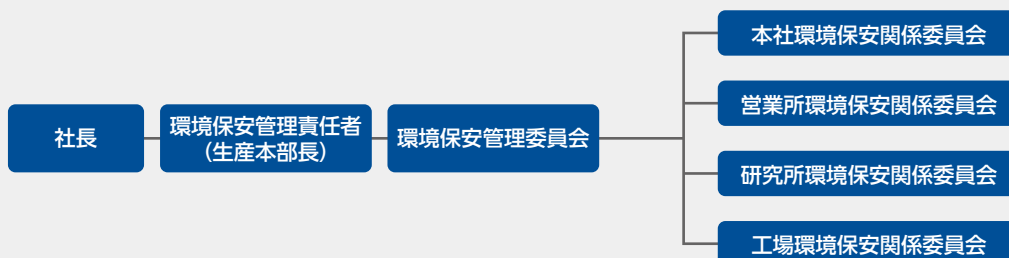 社長
環境保安管理責任者
（生産本部長）
環境保安管理委員会
本社環境保安関係委員会
営業所環境保安関係委員会
研究所環境保安関係委員会
工場環境保安関係委員会